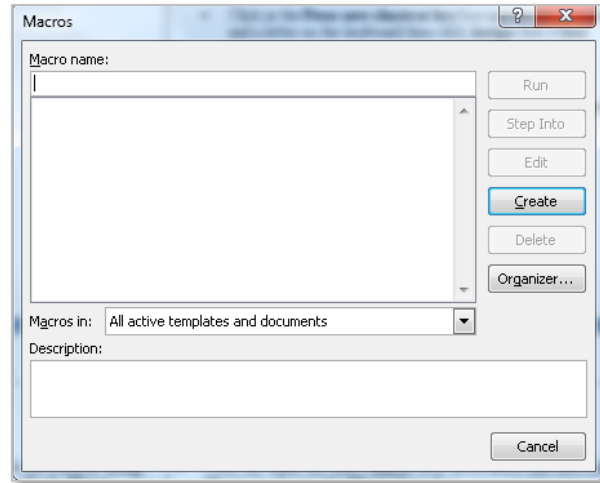 Macros
Macro name:
Run
Step Into
Edit
Create
Delete
Organizer...
Macros in: All active templates and documents
Description:
Cancel